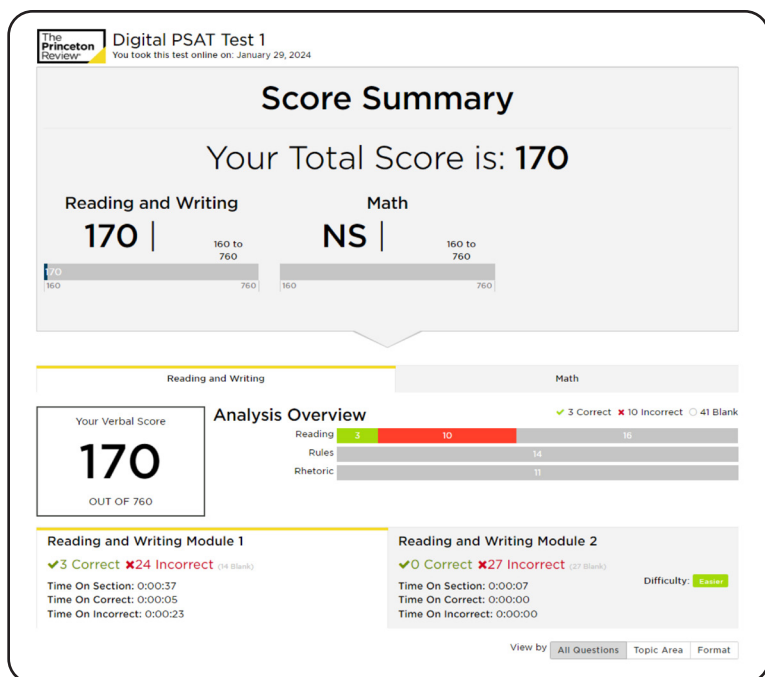 The
Princeton
Review®
Digital PSAT Test 1
You took this test online on: January 29, 2024
Score Summary
Your Total Score is: 170
Reading and Writing
170
160 to
760
170
160
760
Math
NS
160 to
760
160
760
Reading and Writing
Math
Your Verbal Score
170
OUT OF 760
Analysis Overview
✓ 3 Correct ✖ 10 Incorrect ○ 41 Blank
Reading 3 10 16
Rules 14
Rhetoric 11
Reading and Writing Module 1
✔3 Correct ✖24 Incorrect (14 Blank)
Time On Section: 0:00:37
Time On Correct: 0:00:05
Time On Incorrect: 0:00:23
Reading and Writing Module 2
✔0 Correct ✖27 Incorrect (27 Blank)
Difficulty: Easier
Time On Section: 0:00:07
Time On Correct: 0:00:00
Time On Incorrect: 0:00:00
View by All Questions Topic Area Format